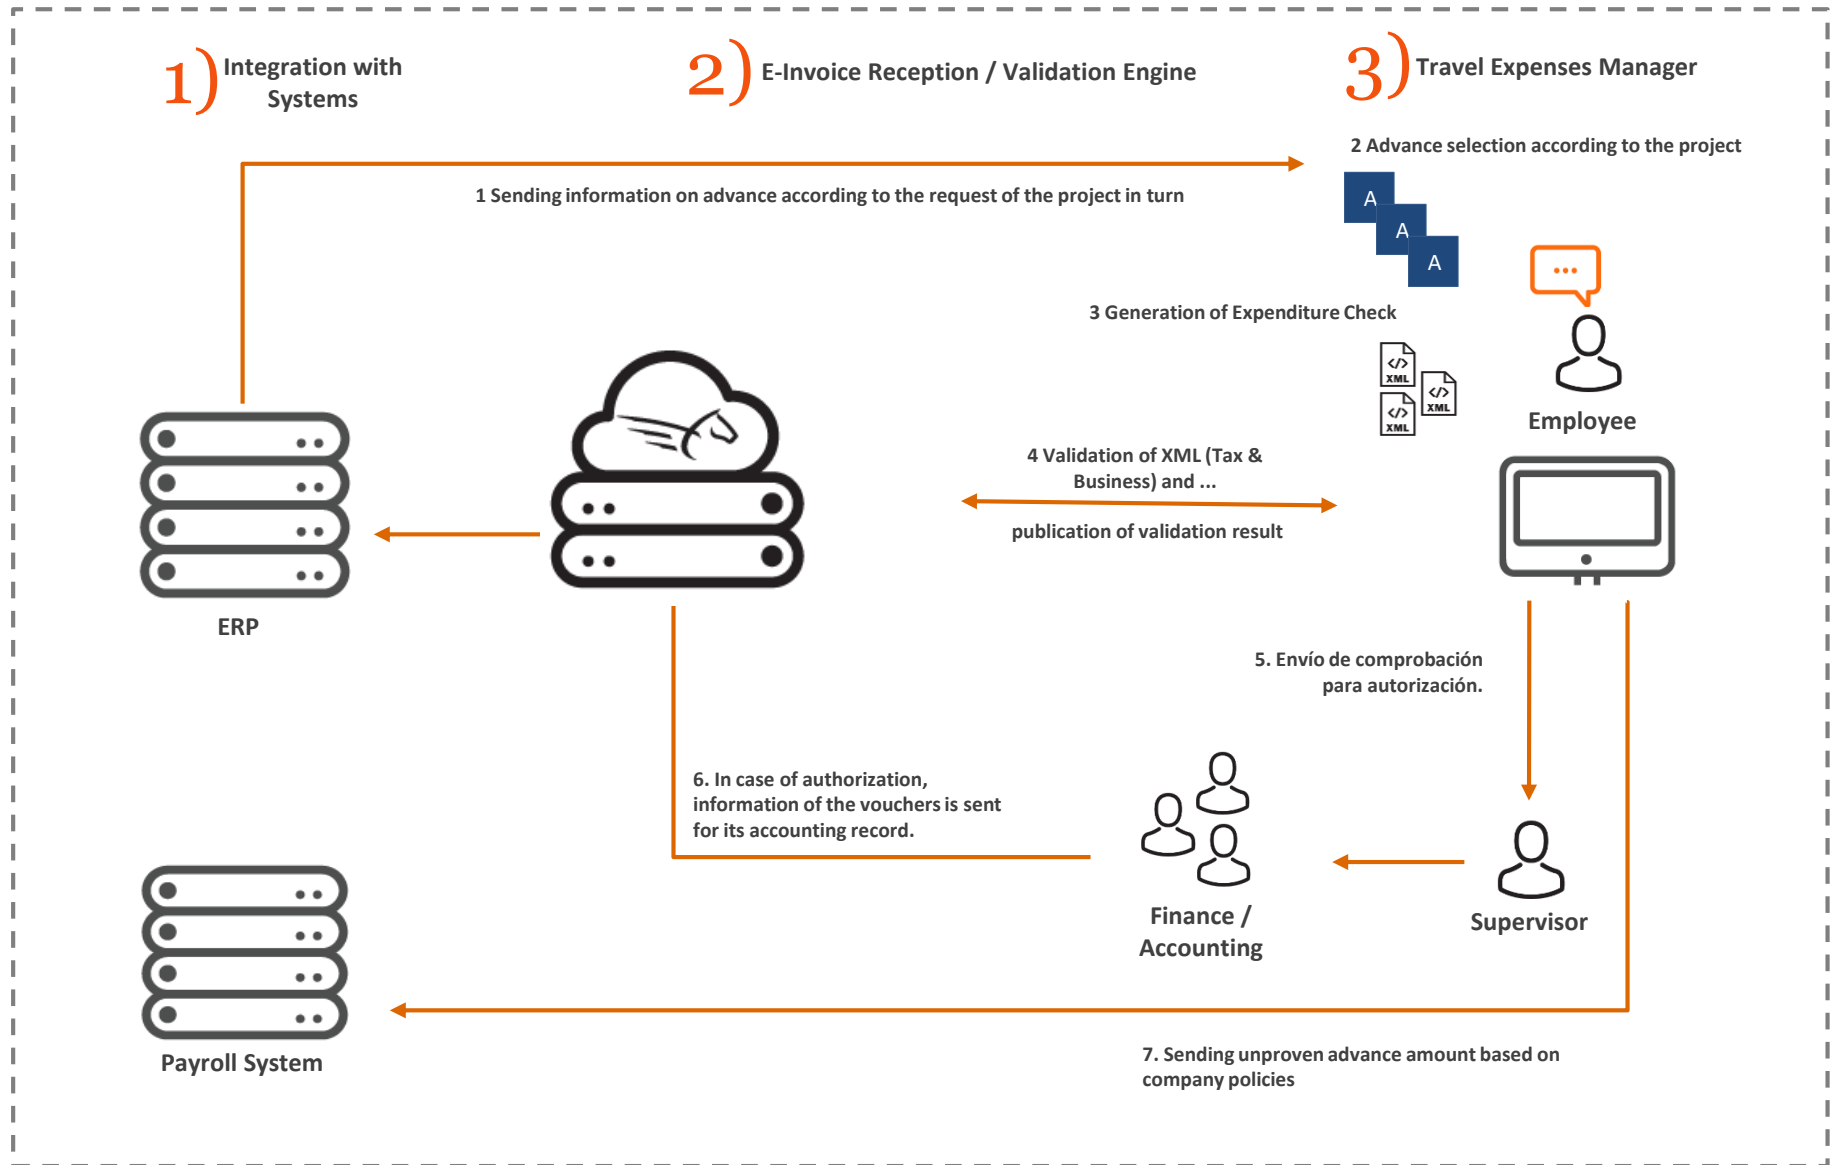 1) Integration with
Systems
2) E-Invoice Reception / Validation Engine
3) Travel Expenses Manager
2 Advance selection according to the project
1 Sending information on advance according to the request of the project in turn
A
A
A
3 Generation of Expenditure Check
XML
XML
XML
Employee
4 Validation of XML (Tax &
Business) and ...
publication of validation result
ERP
5. Envío de comprobación
para autorización.
6. In case of authorization,
information of the vouchers is sent
for its accounting record.
Finance /
Accounting
Supervisor
Payroll System
7. Sending unproven advance amount based on
company policies